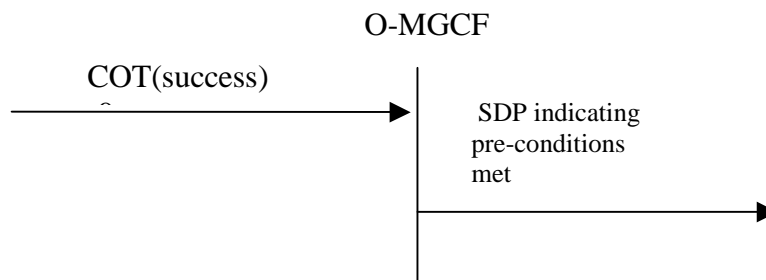 O-MGCF
COT(success)
SDP indicating
pre-conditions
met